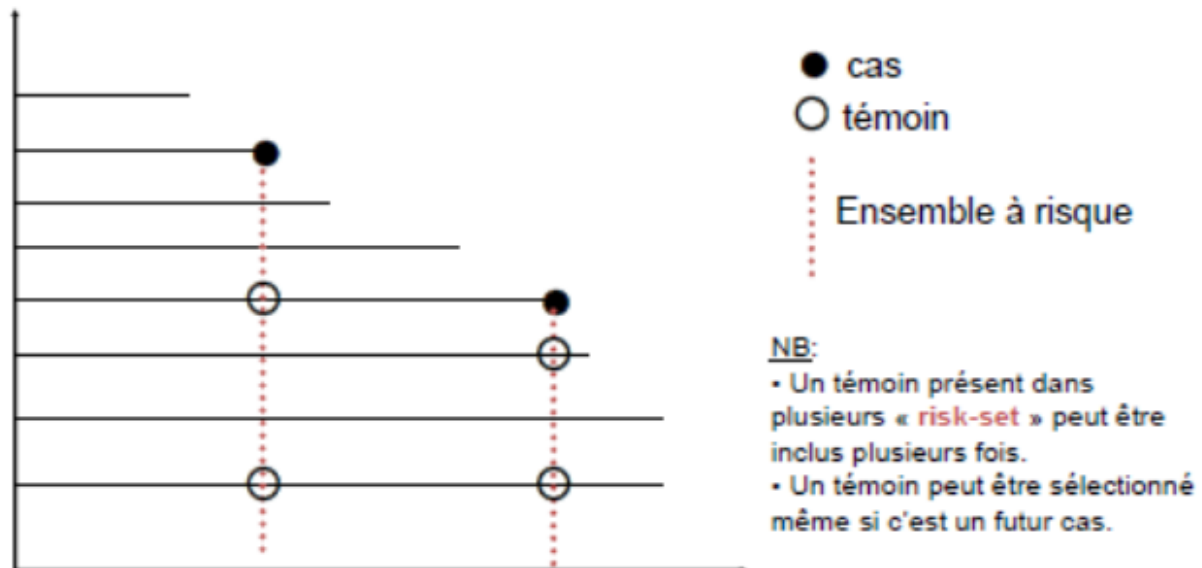 cas
témoin
Ensemble à risque
NB:
• Un témoin présent dans
plusieurs « risk-set » peut être
inclus plusieurs fois.
• Un témoin peut être sélectionné
même si c'est un futur cas.